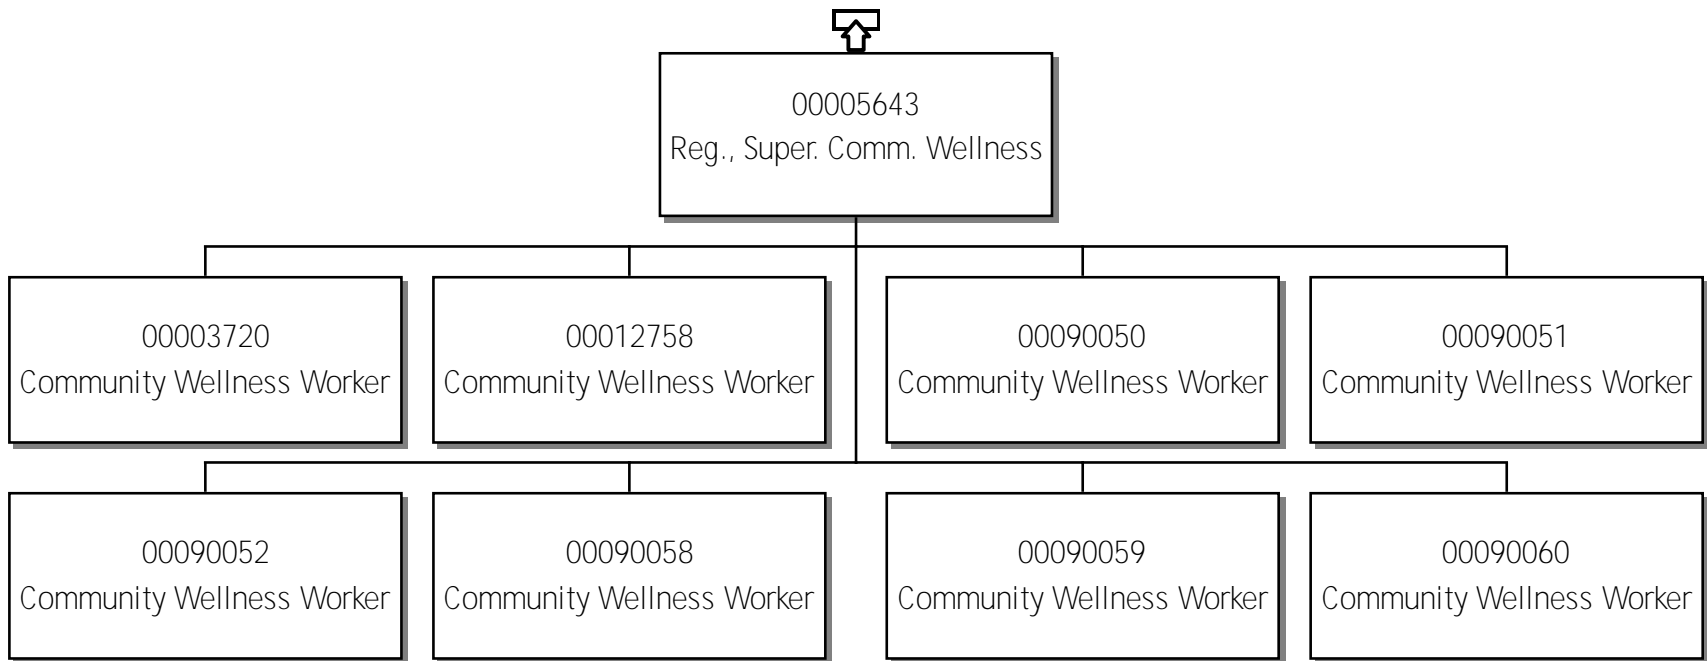 00005643
Reg., Super. Comm. Wellness
00003720
Community Wellness Worker
00012758
Community Wellness Worker
00090050
Community Wellness Worker
00090051
Community Wellness Worker
00090052
Community Wellness Worker
00090058
Community Wellness Worker
00090059
Community Wellness Worker
00090060
Community Wellness Worker